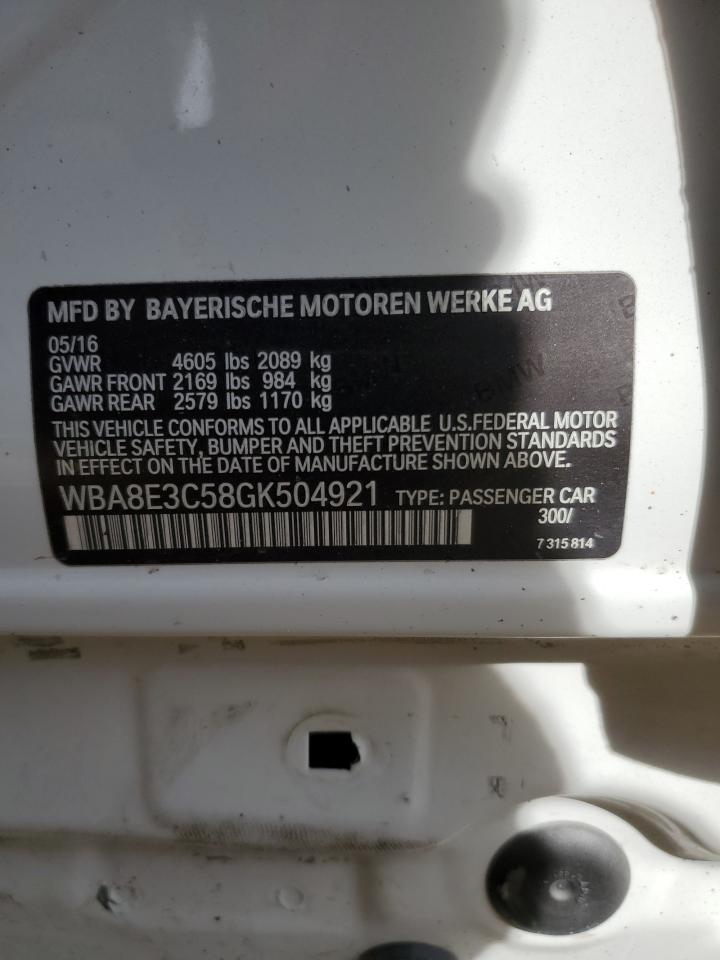 MFD BY BAYERISCHE MOTOREN WERKE AG
05/16
GVWR 4605 lbs 2089 kg
GAWR FRONT 2169 lbs 984 kg
GAWR REAR 2579 lbs 1170 kg
THIS VEHICLE CONFORMS TO ALL APPLICABLE U.S.FEDERAL MOTOR
VEHICLE SAFETY, BUMPER AND THEFT PREVENTION STANDARDS
IN EFFECT ON THE DATE OF MANUFACTURE SHOWN ABOVE.
WBA8E3C58GK504921 TYPE: PASSENGER CAR
300/
7 315 814
BMW